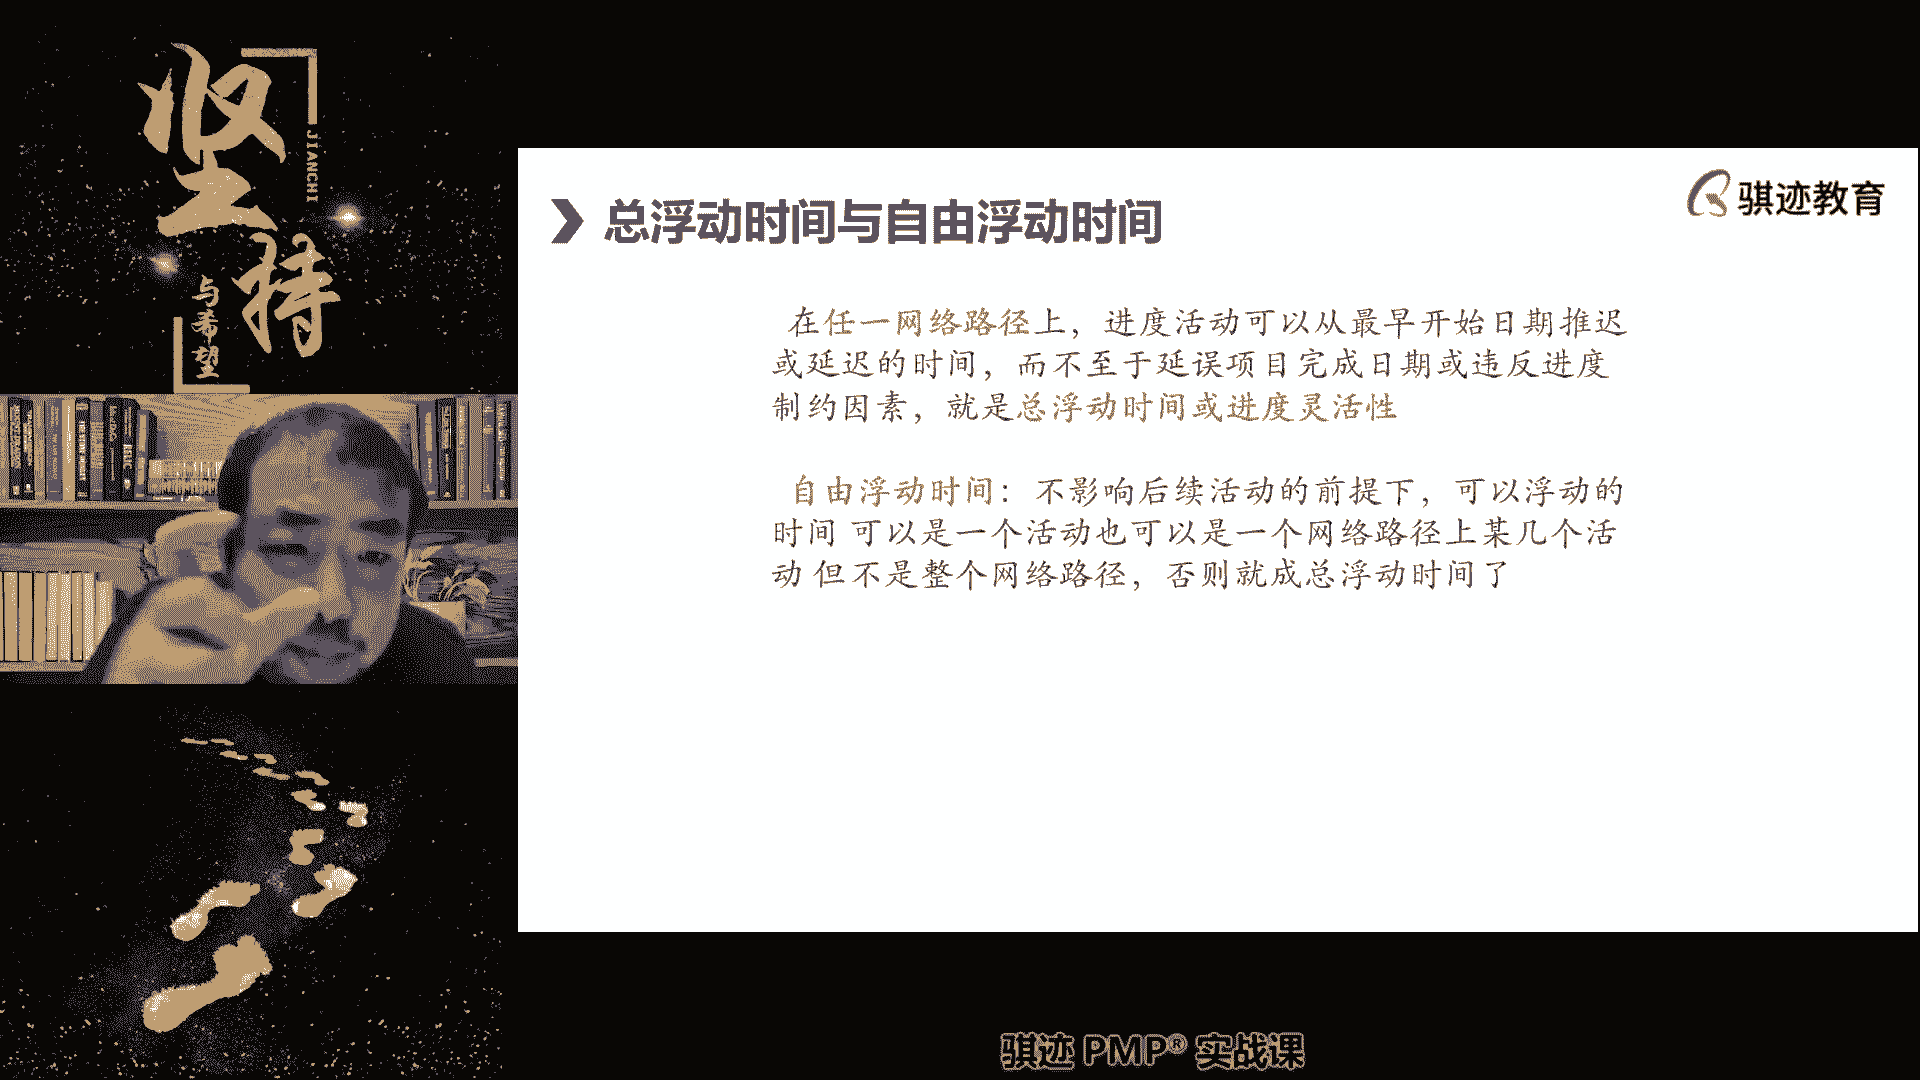 坚持
JIANCHI
与希望
骐迹教育
总浮动时间与自由浮动时间
在任一网络路径上，进度活动可以从最早开始日期推迟
或延迟的时间，而不至于延误项目完成日期或违反进度
制约因素，就是总浮动时间或进度灵活性
自由浮动时间： 不影响后续活动的前提下，可以浮动的
时间 可以是一个活动也可以是一个网络路径上某几个活
动 但不是整个网络路径，否则就成总浮动时间了
骐迹 PMP® 实战课